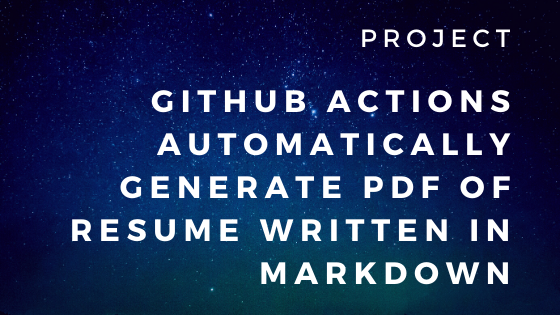 PROJECT
GITHUB ACTIONS
AUTOMATICALLY
GENERATE PDF OF
RESUME WRITTEN IN
MARKDOWN